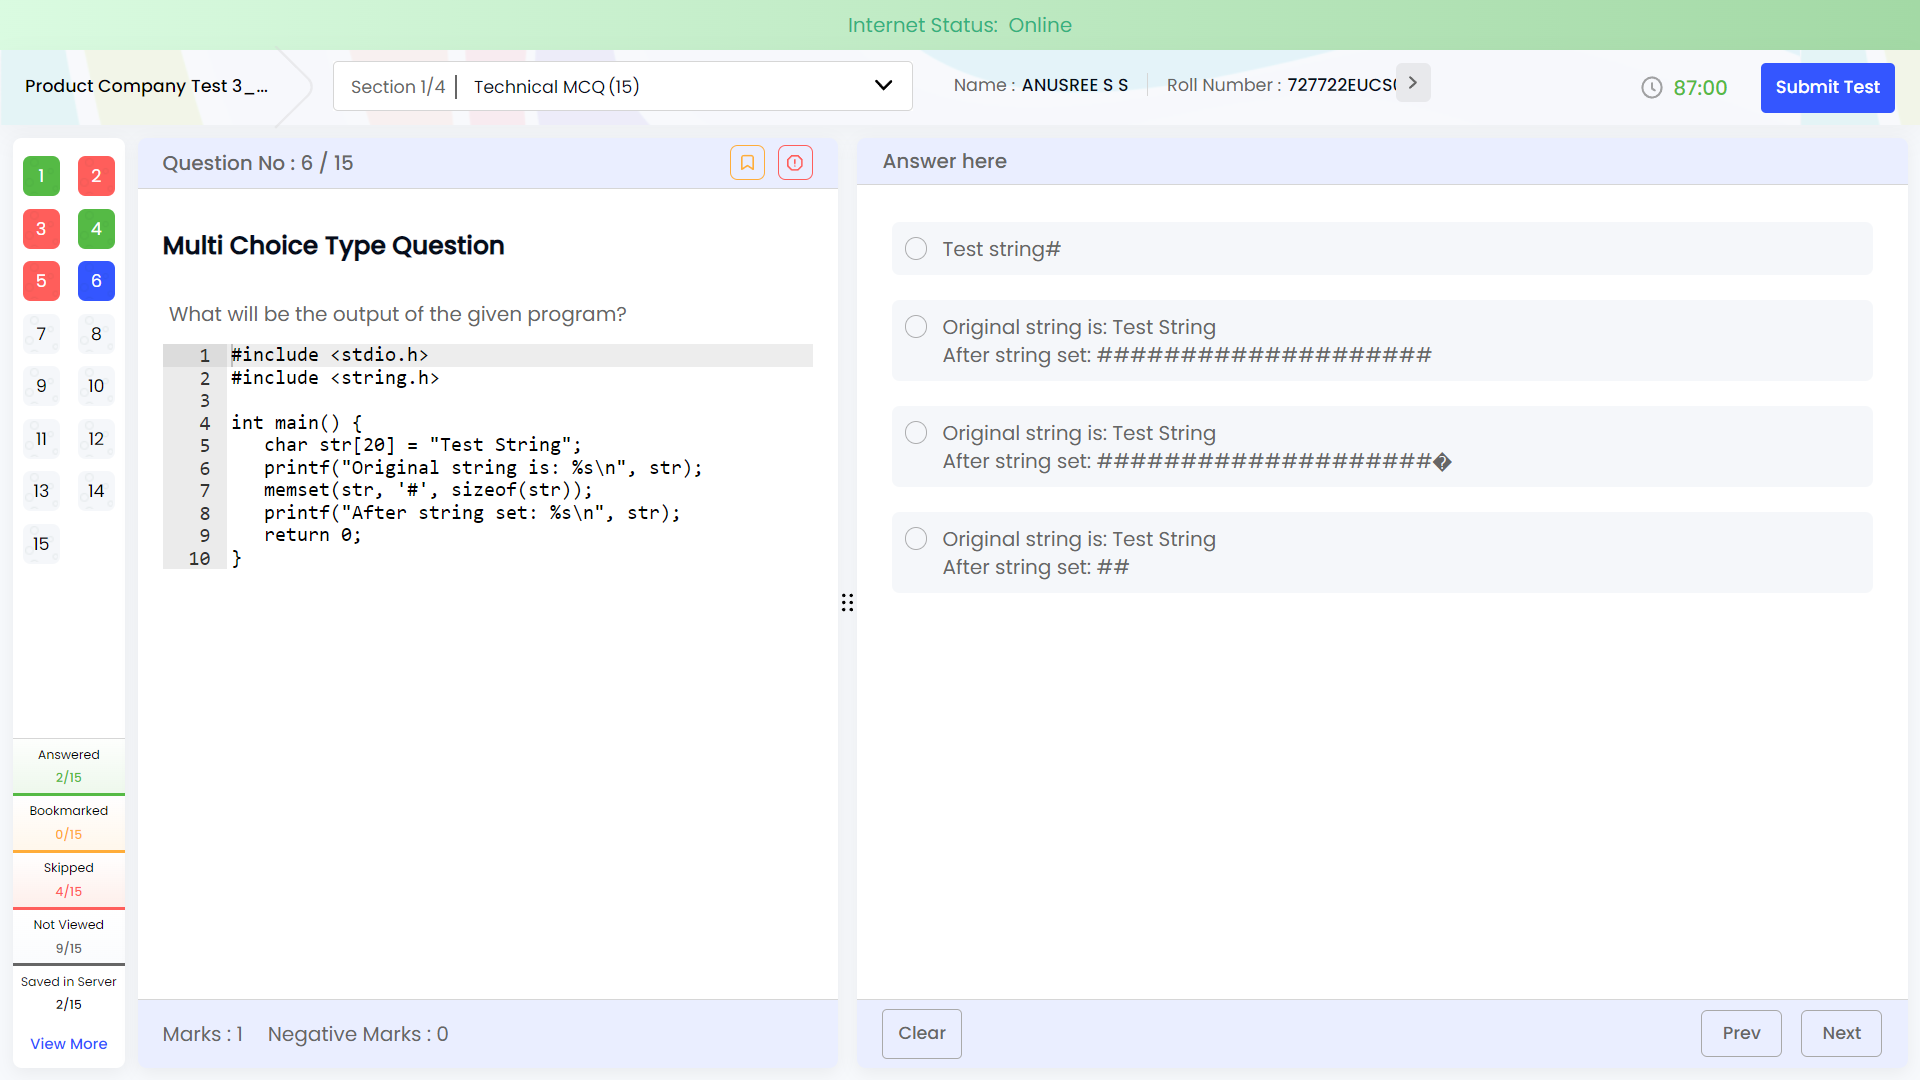 Internet Status: Online
Product Company Test 3_...
Section 1/4 | Technical MCQ (15)
Name : ANUSREE S S
Roll Number : 727722EUCS
87:00
Submit Test
1 2
3 4
5 6
7 8
9 10
11 12
13 14
15
Answered
2/15
Bookmarked
0/15
Skipped
4/15
Not Viewed
9/15
Saved in Server
2/15
View More
Question No : 6 / 15
Multi Choice Type Question
What will be the output of the given program?
1 #include <stdio.h>
2 #include <string.h>
3
4 int main() {
5    char str[20] = "Test String";
6    printf("Original string is: %s\n", str);
7    memset(str, '#', sizeof(str));
8    printf("After string set: %s\n", str);
9    return 0;
10 }
Marks : 1 Negative Marks : 0
Answer here
Test string#
Original string is: Test String
After string set: ####################
Original string is: Test String
After string set: ####################�
Original string is: Test String
After string set: ##
Clear
Prev
Next